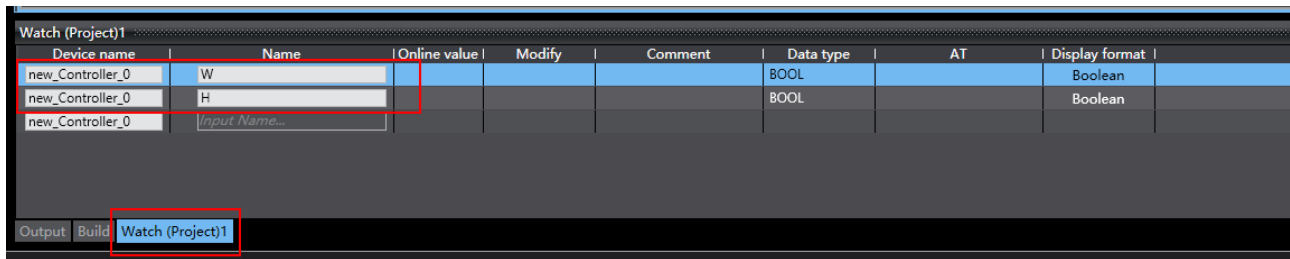 Watch (Project)1
Device name | Name | Online value | Modify | Comment | Data type | AT | Display format |
new_Controller_0 W BOOL Boolean
new_Controller_0 H BOOL Boolean
new_Controller_0 Input Name...
Output Build Watch (Project)1